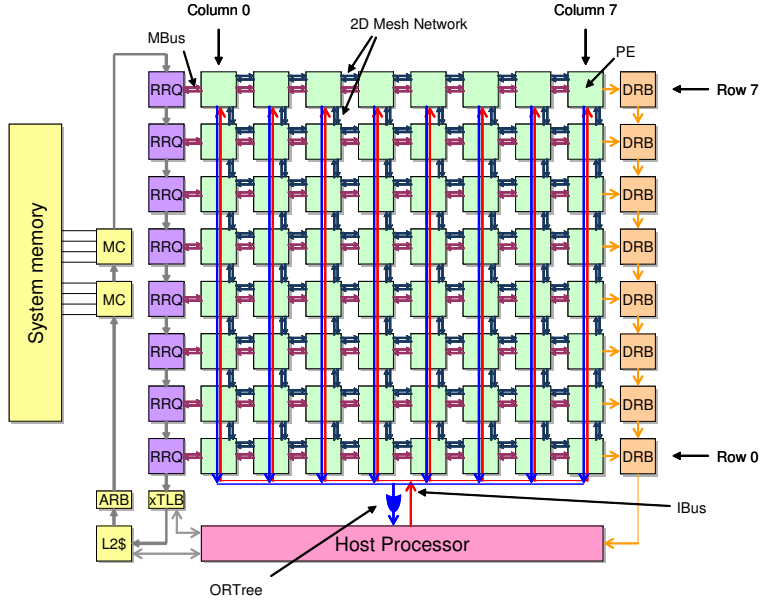 Column 0
2D Mesh Network
Column 7
MBus
PE
RRQ
DRB
Row 7
RRQ
DRB
RRQ
DRB
System memory
MC
RRQ
DRB
MC
RRQ
DRB
RRQ
DRB
RRQ
DRB
RRQ
DRB
Row 0
ARB
xTLB
IBus
L2$
Host Processor
ORTree